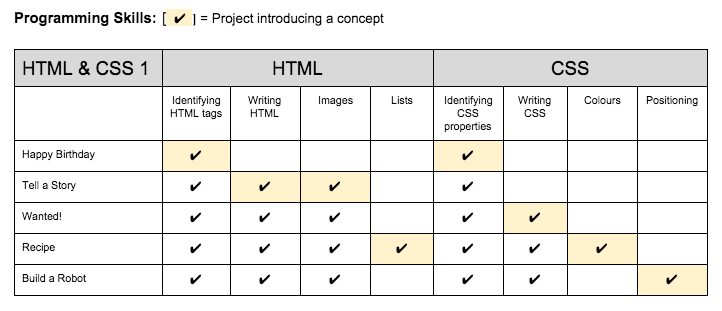 Programming Skills: [ ✔ ] = Project introducing a concept
HTML & CSS 1 HTML CSS
Identifying HTML tags Writing HTML Images Lists Identifying CSS properties Writing CSS Colours Positioning
Happy Birthday ✔ ✔
Tell a Story ✔ ✔ ✔ ✔
Wanted! ✔ ✔ ✔ ✔ ✔
Recipe ✔ ✔ ✔ ✔ ✔ ✔ ✔
Build a Robot ✔ ✔ ✔ ✔ ✔ ✔